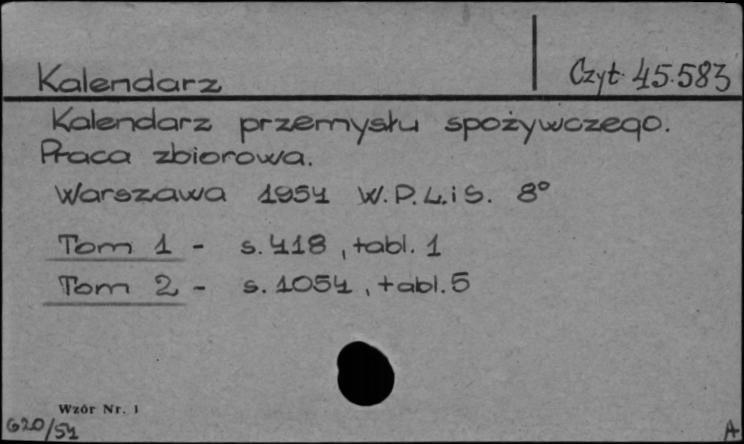 Kalendarz
Czyt. 45.583
Kalendarz przemysłu spożywczego.
Praca zbiorowa.
Warszawa 1954 W.P.L.i S. 8°
Tom 1 - s. 418, tabl. 1
Tom 2 - s. 1054, tabl. 5
Wzór Nr. 1
G20/54
A